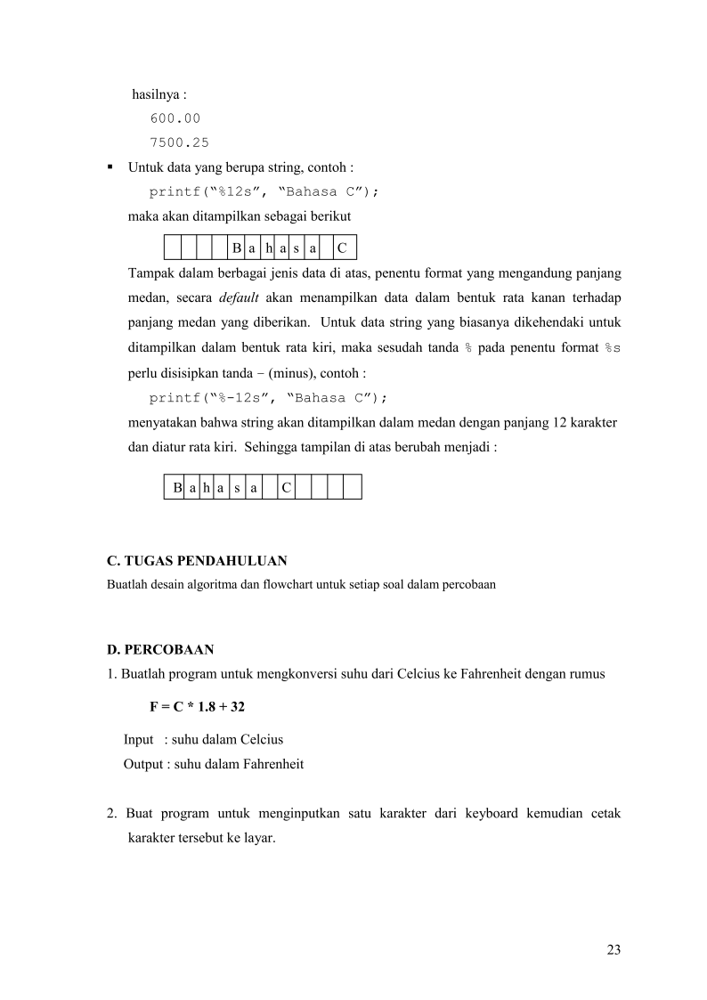 hasilnya :
600.00
7500.25
▪ Untuk data yang berupa string, contoh :
printf(“%12s”, “Bahasa C”);
maka akan ditampilkan sebagai berikut
B a h a s a C
Tampak dalam berbagai jenis data di atas, penentu format yang mengandung panjang
medan, secara default akan menampilkan data dalam bentuk rata kanan terhadap
panjang medan yang diberikan. Untuk data string yang biasanya dikehendaki untuk
ditampilkan dalam bentuk rata kiri, maka sesudah tanda % pada penentu format %s
perlu disisipkan tanda – (minus), contoh :
printf(“%-12s”, “Bahasa C”);
menyatakan bahwa string akan ditampilkan dalam medan dengan panjang 12 karakter
dan diatur rata kiri. Sehingga tampilan di atas berubah menjadi :
B a h a s a C
C. TUGAS PENDAHULUAN
Buatlah desain algoritma dan flowchart untuk setiap soal dalam percobaan
D. PERCOBAAN
1. Buatlah program untuk mengkonversi suhu dari Celcius ke Fahrenheit dengan rumus
F = C * 1.8 + 32
Input : suhu dalam Celcius
Output : suhu dalam Fahrenheit
2. Buat program untuk menginputkan satu karakter dari keyboard kemudian cetak
karakter tersebut ke layar.
23